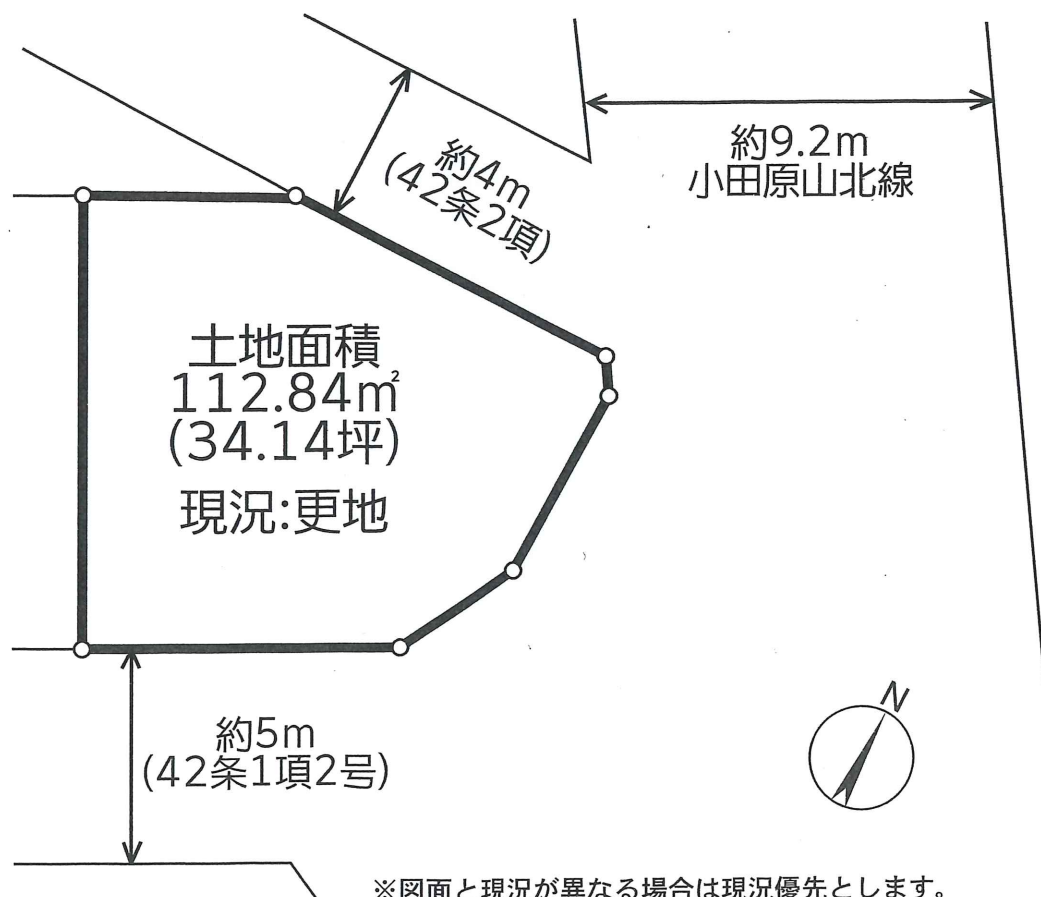 約4m
(42条2項)
約9.2m
小田原山北線
土地面積
112.84㎡
(34.14坪)
現況:更地
約5m
(42条1項2号)
N
※図面と現況が異なる場合は現況優先とします。